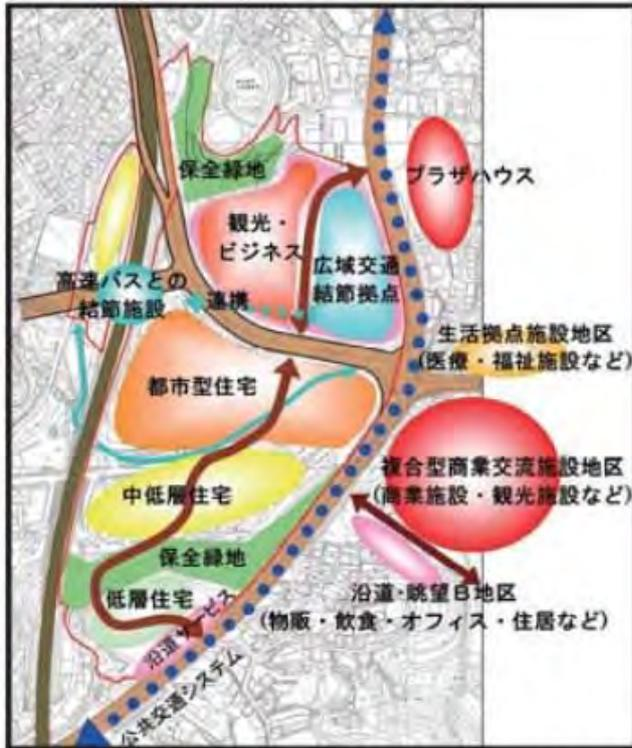 保全緑地
プラザハウス
観光・
ビジネス
広域交通
結節拠点
高速バスとの
結節施設
連携
生活拠点施設地区
(医療・福祉施設など)
都市型住宅
複合型商業交流施設地区
(商業施設・観光施設など)
中低層住宅
保全緑地
低層住宅
沿道・眺望B地区
(物販・飲食・オフィス・住居など)
沿道サービス
公共交通システム